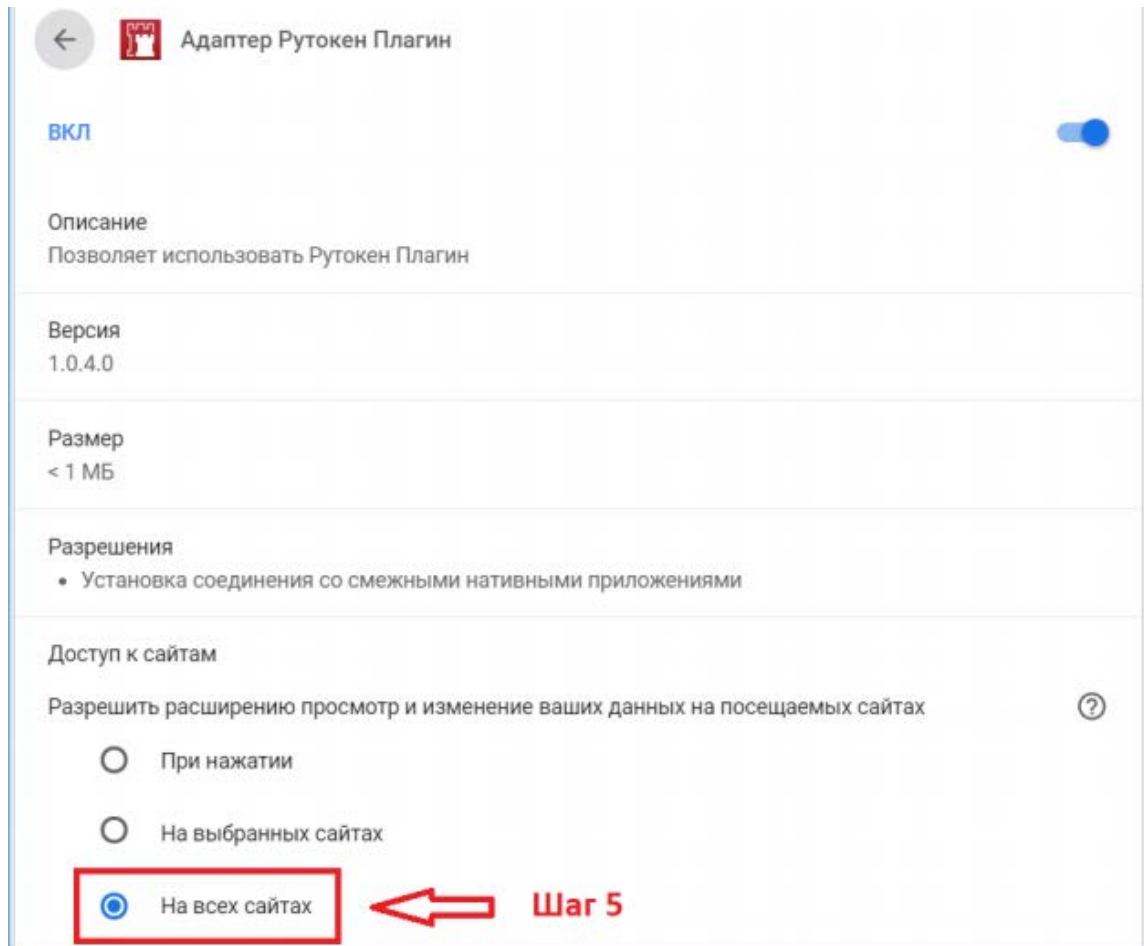 Адаптер Рутокен Плагин
ВКЛ
Описание
Позволяет использовать Рутокен Плагин
Версия
1.0.4.0
Размер
< 1 МБ
Разрешения
• Установка соединения со смежными нативными приложениями
Доступ к сайтам
Разрешить расширению просмотр и изменение ваших данных на посещаемых сайтах
При нажатии
На выбранных сайтах
На всех сайтах Шаг 5